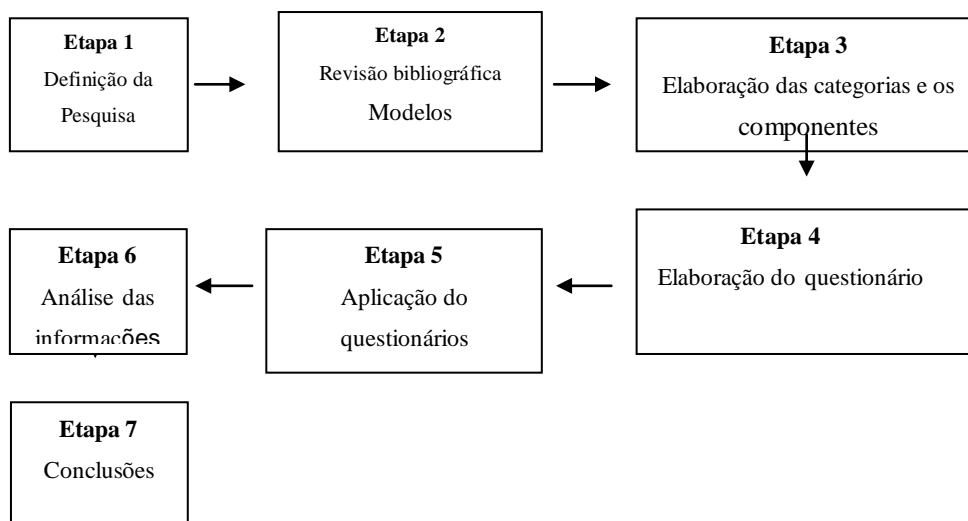 Etapa 1
Definição da
Pesquisa
Etapa 2
Revisão bibliográfica
Modelos
Etapa 3
Elaboração das categorias e os
componentes
Etapa 4
Elaboração do questionário
Etapa 5
Aplicação do
questionários
Etapa 6
Análise das
informações
Etapa 7
Conclusões